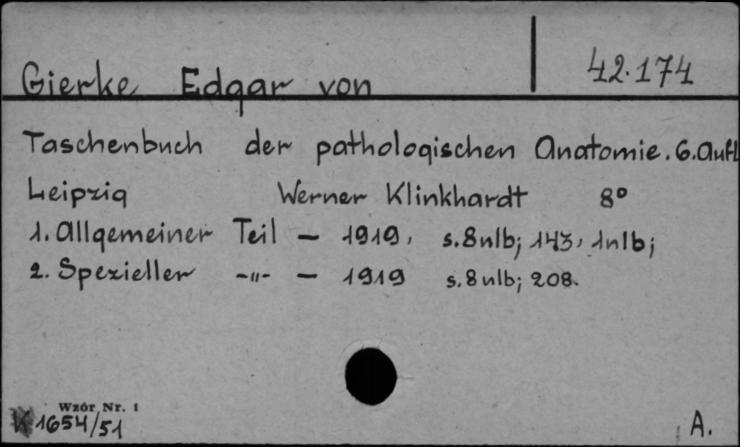 Gierke Edgar von 42.174
Taschenbuch der pathologischen Anatomie. 6. Aufl
Leipzig Werner Klinkhardt 8°
1. Allgemeiner Teil — 1919, s. 8 nlb; 143, 1nlb;
2. Spezieller -"- — 1919 s. 8 nlb; 208.
Wzór Nr. 1
K 1654/51 A.